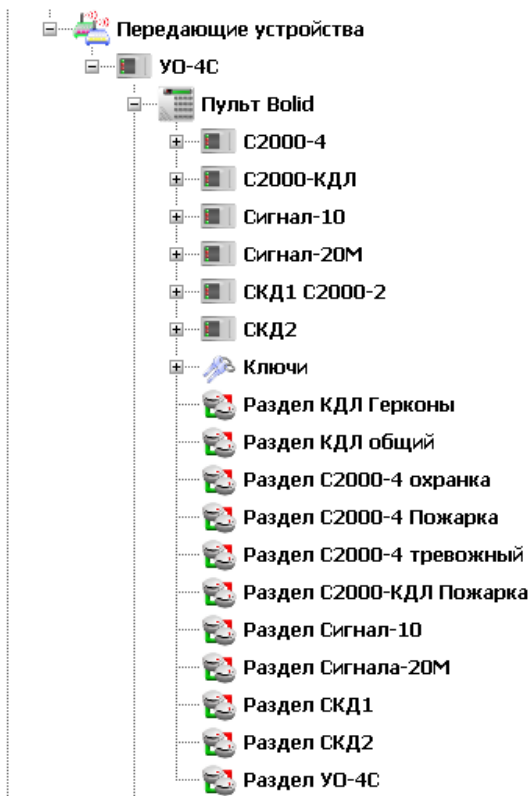 Передающие устройства
УО-4С
Пульт Bolid
С2000-4
С2000-КДЛ
Сигнал-10
Сигнал-20М
СКД1 С2000-2
СКД2
Ключи
Раздел КДЛ Герконы
Раздел КДЛ общий
Раздел С2000-4 охранка
Раздел С2000-4 Пожарка
Раздел С2000-4 тревожный
Раздел С2000-КДЛ Пожарка
Раздел Сигнал-10
Раздел Сигнала-20М
Раздел СКД1
Раздел СКД2
Раздел УО-4С